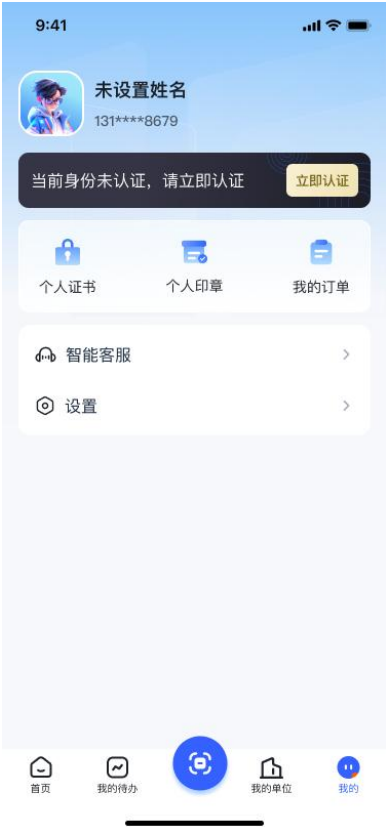 9:41
未设置姓名
131****8679
当前身份未认证，请立即认证
立即认证
个人证书
个人印章
我的订单
智能客服
设置
首页
我的待办
我的单位
我的